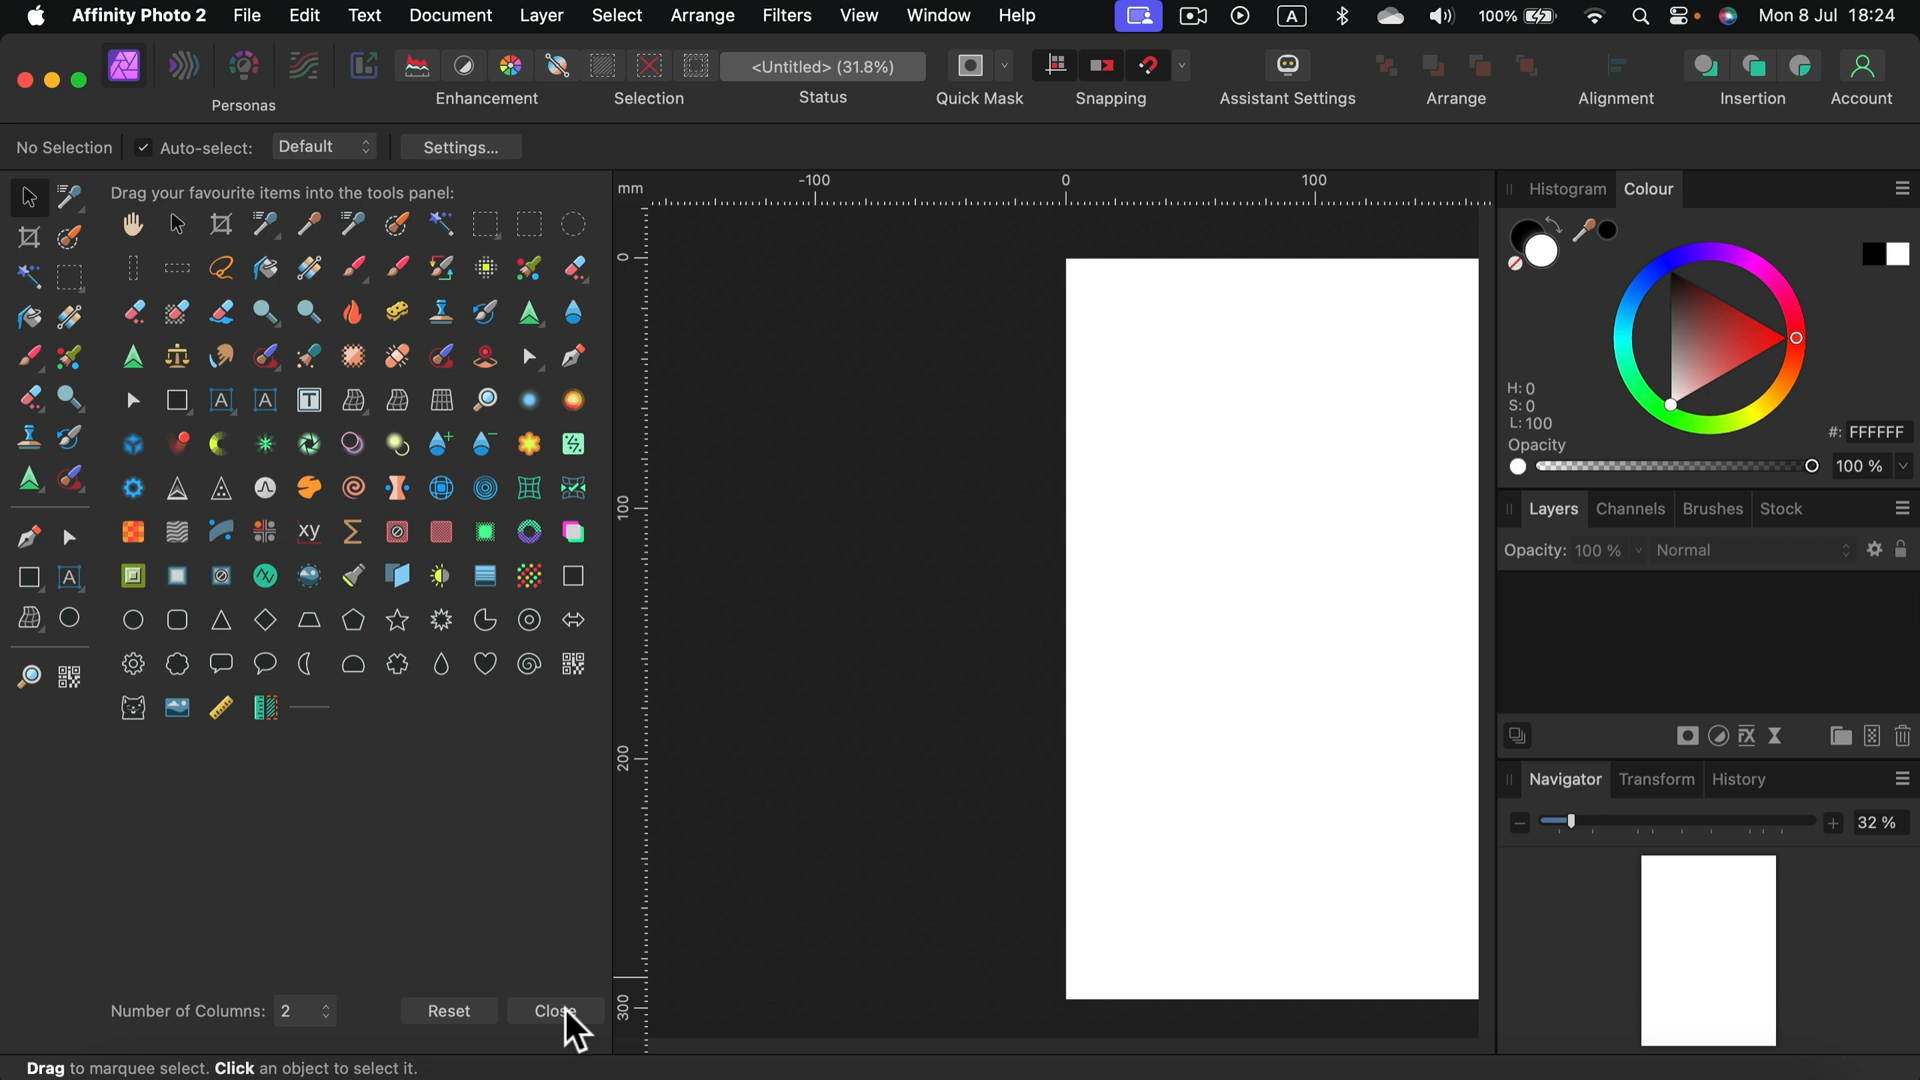 Affinity Photo 2 File Edit Text Document Layer Select Arrange Filters View Window Help A 100% Mon 8 Jul 18:24
<Untitled> (31.8%)
Personas Enhancement Selection Status Quick Mask Snapping Assistant Settings Arrange Alignment Insertion Account
No Selection Auto-select: Default Settings...
Drag your favourite items into the tools panel:
mm -100 0 100
0
100
200
300
Histogram Colour
H:0
S:0
L:100
#: FFFFFF
Opacity
100 %
Layers Channels Brushes Stock
Opacity: 100 % Normal
Navigator Transform History
32 %
Number of Columns: 2 Reset Close
Drag to marquee select. Click an object to select it.